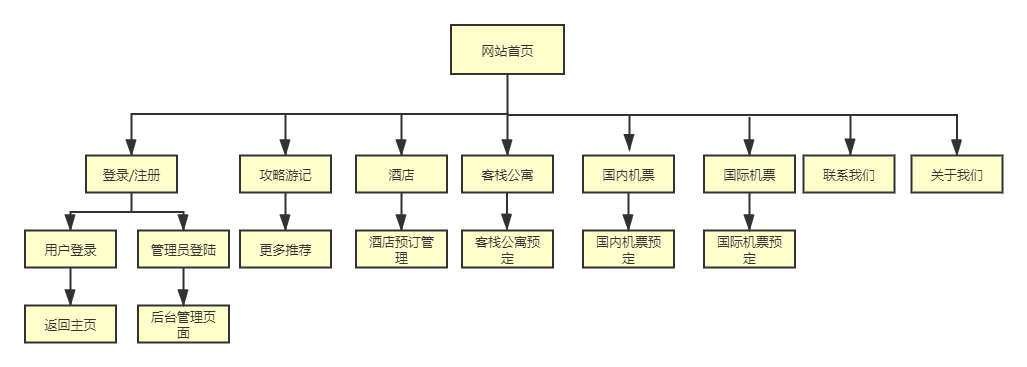 网站首页
登录/注册
攻略游记
酒店
客栈公寓
国内机票
国际机票
联系我们
关于我们
用户登录
管理员登陆
更多推荐
酒店预订管
理
客栈公寓预
定
国内机票预
定
国际机票预
定
返回主页
后台管理页
面